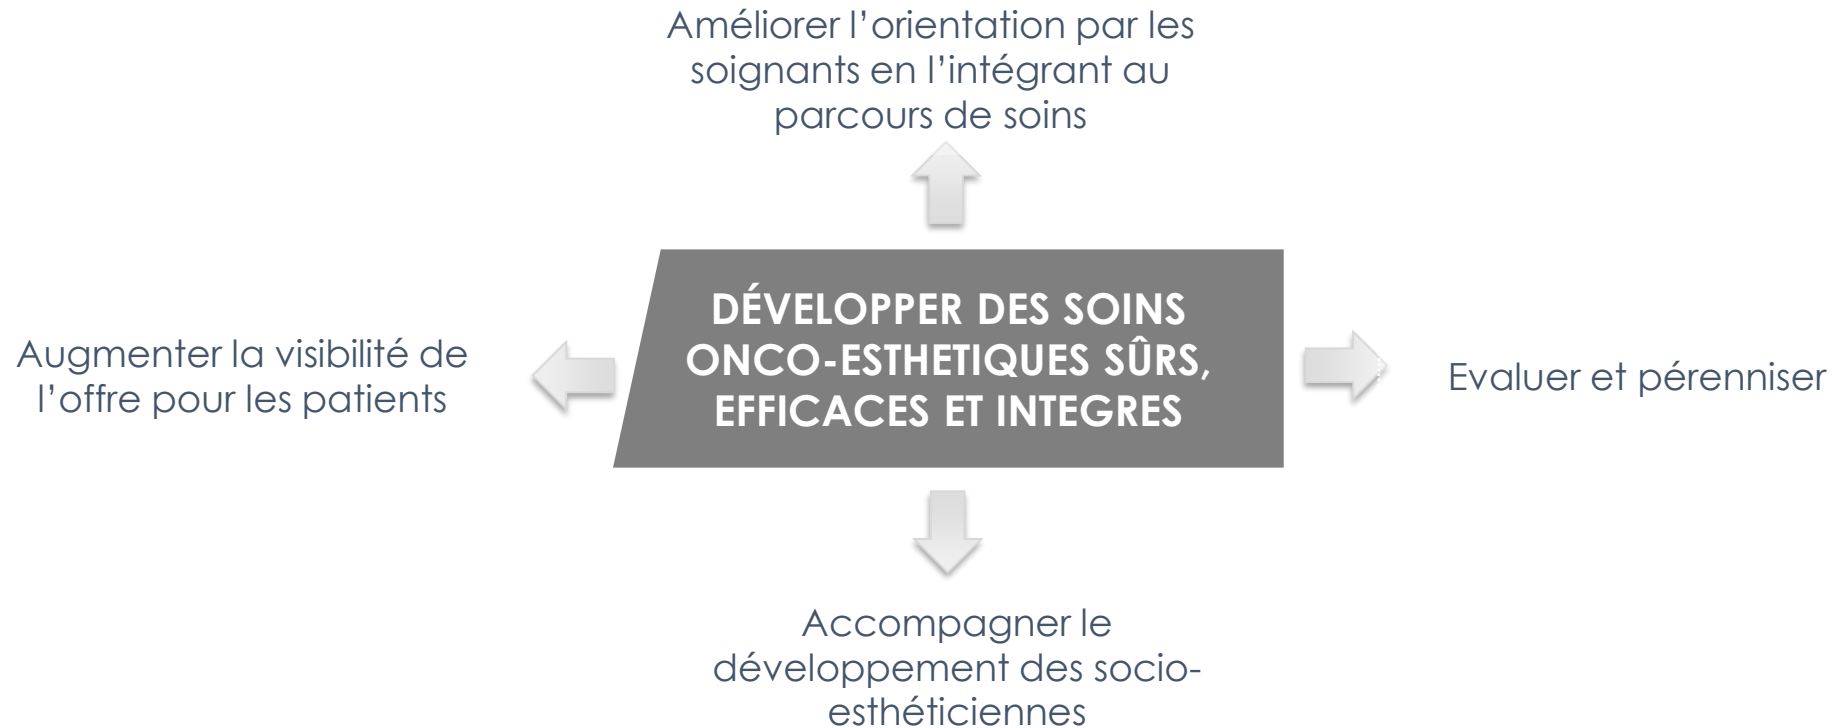 Améliorer l’orientation par les
soignants en l’intégrant au
parcours de soins
DÉVELOPPER DES SOINS
ONCO-ESTHETIQUES SÛRS,
EFFICACES ET INTEGRES
Augmenter la visibilité de
l’offre pour les patients
Evaluer et pérenniser
Accompagner le
développement des socio-
esthéticiennes